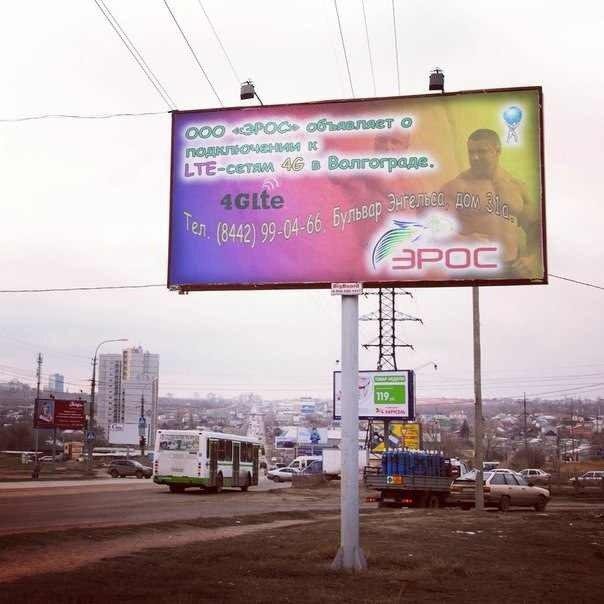 ООО «ЭРОС» объявляет о
подключении к
LTE-сетям 4G в Волгограде.
4Glte
Тел. (8442) 99-04-66. Бульвар Энгельса, дом 31а.
ЭРОС
BigBoard
119